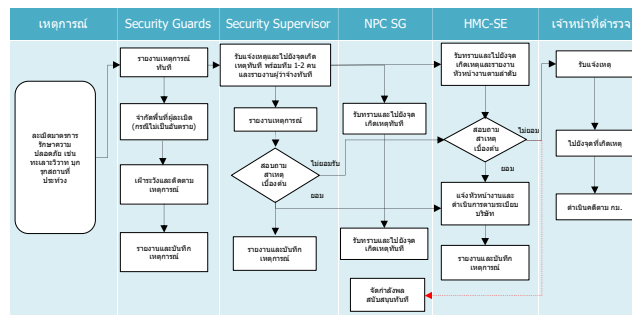 เหตุการณ์
Security Guards
Security Supervisor
NPC SG
HMC-SE
เจ้าหน้าที่ตำรวจ
ละเมิดมาตรการ
รักษาความ
ปลอดภัย เช่น
ทะเลาะวิวาท บุก
รุกสถานที่
ประท้วง
รายงานเหตุการณ์
ทันที
จำกัดพื้นที่ผู้ละเมิด
(กรณีไม่เป็นอันตราย)
เฝ้าระวังและติดตาม
เหตุการณ์
รายงานและบันทึก
เหตุการณ์
รับแจ้งเหตุและไปยังจุดเกิด
เหตุทันที พร้อมทีม 1-2 คน
และรายงานผู้ว่าจ้างทันที
รายงานเหตุการณ์
สอบถาม
สาเหตุ
เบื้องต้น
ไม่ยอมรับ
ยอม
รายงานและบันทึก
เหตุการณ์
รับทราบและไปยังจุด
เกิดเหตุทันที
รับทราบและไปยังจุด
เกิดเหตุทันที
จัดกำลังพล
สนับสนุนทันที
รับทราบและไปยังจุด
เกิดเหตุและรายงาน
หัวหน้างานตามลำดับ
สอบถาม
สาเหตุ
เบื้องต้น
ไม่ยอม
ยอม
แจ้งหัวหน้างานและ
ดำเนินการตามระเบียบ
บริษัท
รายงานและบันทึก
เหตุการณ์
รับแจ้งเหตุ
ไปยังจุดที่เกิดเหตุ
ดำเนินคดีตาม กม.